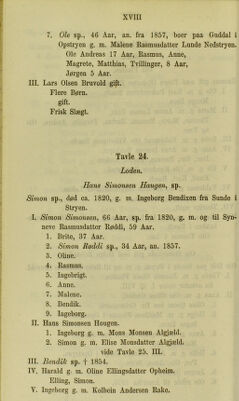 XVIII
7. Ole sp., 46 Aar, an. fra 1857, boer paa Guddal i
Opstryen g. m. Malene Rasmusdatter Lunde Nedstryen.
Ole Andreas 17 Aar, Rasmus, Anne,
Magrete, Matthias, Tvillinger, 8 Aar,
Jørgen 5 Aar.
III. Lars Olsen Bruvold gift.
Flere Børn.
gift.
Frisk Slægt.
Tavle 24.
Loden.
Hans Simonsen Haugen, sp.
Simon sp., død ca. 1820, g. m. Ingeborg Bendixen fra Sunde i
Stryen.
I. Simon Simonsen, 66 Aar, sp. fra 1820, g. m. og til Syn-
neve Rasmusdatter Røddi, 59 Aar.
1. Brite, 37 Aar.
2. Simon Røddi sp., 34 Aar, an. 1857.
3. Oline.
4. Rasmus.
5. Ingebrigt.
6. Anne.
7. Malene.
8. Bendik.
9. Ingeborg.
II. Hans Simonsen Hougen.
1. Ingeborg g. m. Mons Monsen Algjæld.
2. Simon g. m. Elise Monsdatter Algjæld.
vide Tavle 25. III.
III. Bendik sp. † 1854.
IV. Harald g. m. Oline Ellingsdatter Opheim.
Elling, Simon.
V. Ingeborg g. m. Kolbein Andersen Rake.